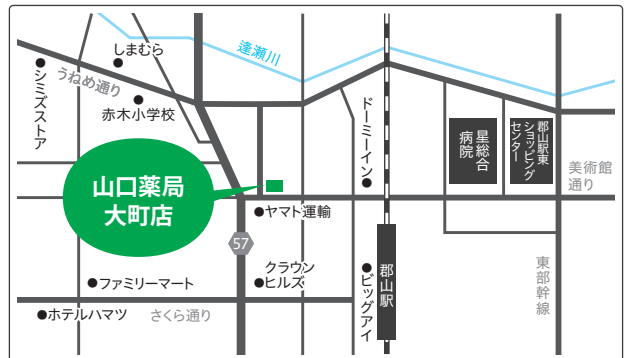 しまむら
逢瀬川
うねめ通り
シミズストア
赤木小学校
ドーミーイン
星総合
病院
郡山駅東
ショッピング
センター
美術館
通り
山口薬局
大町店
ヤマト運輸
57
クラウン
ヒルズ
ファミリーマート
ビッグアイ
郡山駅
東部幹線
ホテルハマツ
さくら通り